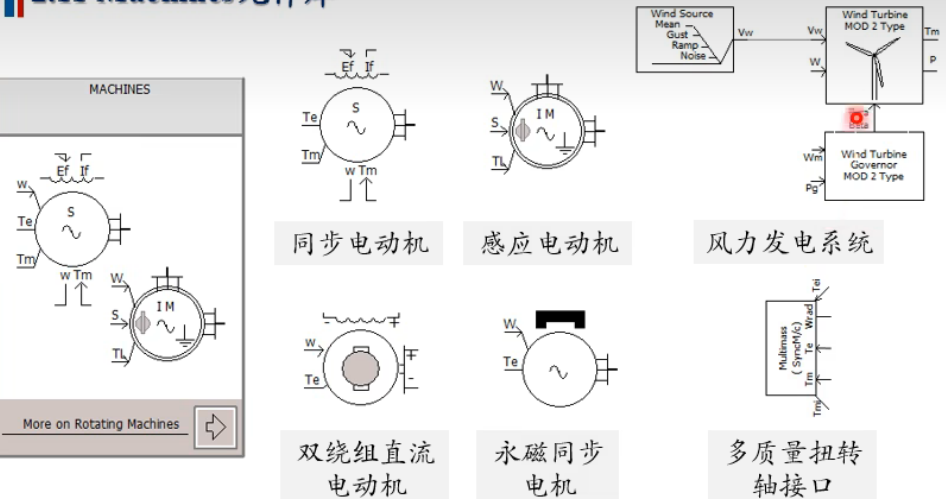 MACHINES
Ef If
W
S
Te
Tm
w Tm
W
I M
S
TL
More on Rotating Machines
Ef If
S
Te
Tm
w Tm
同步电动机
W
I M
S
TL
感应电动机
Wind Source
Mean
Gust
Ramp
Noise
Vw
Vw
W
Wind Turbine
MOD 2 Type
Tm
P
Wm
Pg
Wind Turbine
Governor
MOD 2 Type
风力发电系统
w
Te
+
-
+
-
双绕组直流
电动机
W
Te
永磁同步
电机
Multimass
( SyncM/c)
Tei
Wrad
Te
Tm
Tmi
多质量扭转
轴接口